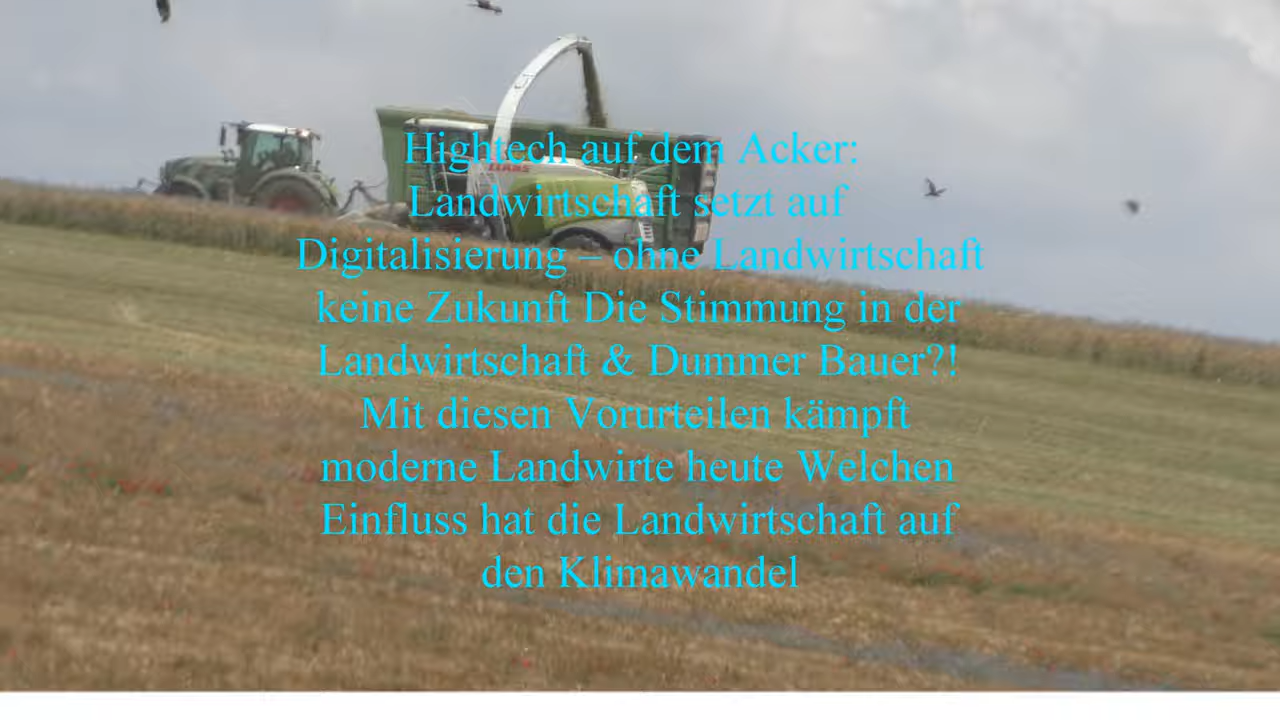 Hightech auf dem Acker:
Landwirtschaft setzt auf
Digitalisierung – ohne Landwirtschaft
keine Zukunft Die Stimmung in der
Landwirtschaft & Dummer Bauer?!
Mit diesen Vorurteilen kämpft
moderne Landwirte heute Welchen
Einfluss hat die Landwirtschaft auf
den Klimawandel
CLAAS